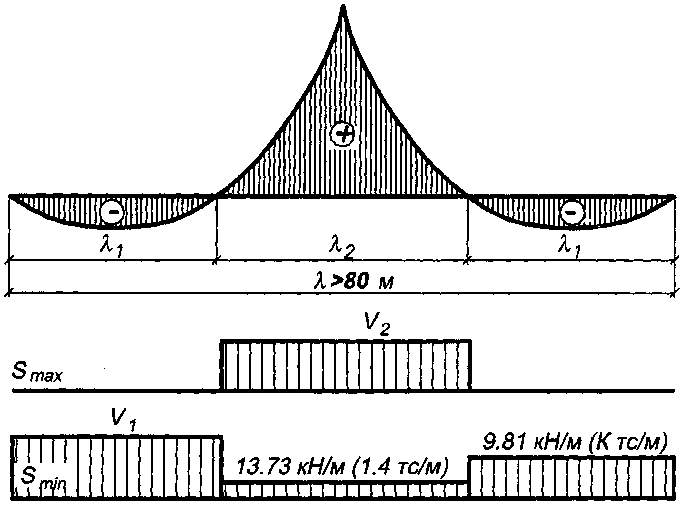 +
- -
λ1 λ2 λ1
λ >80 м
V2
Smax
V1
9.81 кН/м (К тс/м)
13.73 кН/м (1.4 тс/м)
Smin